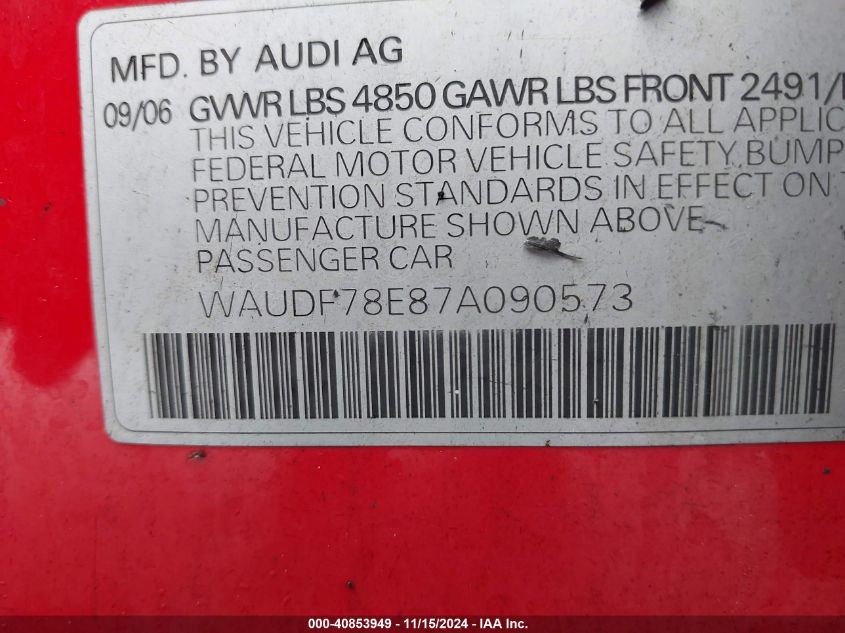 MFD. BY AUDI AG
09/06 GVWR LBS 4850 GAWR LBS FRONT 2491/
THIS VEHICLE CONFORMS TO ALL APPLIC
FEDERAL MOTOR VEHICLE SAFETY, BUMP
PREVENTION STANDARDS IN EFFECT ON
MANUFACTURE SHOWN ABOVE
PASSENGER CAR
WAUDF78E87A090573
000-40853949 - 11/15/2024 - IAA, Inc.